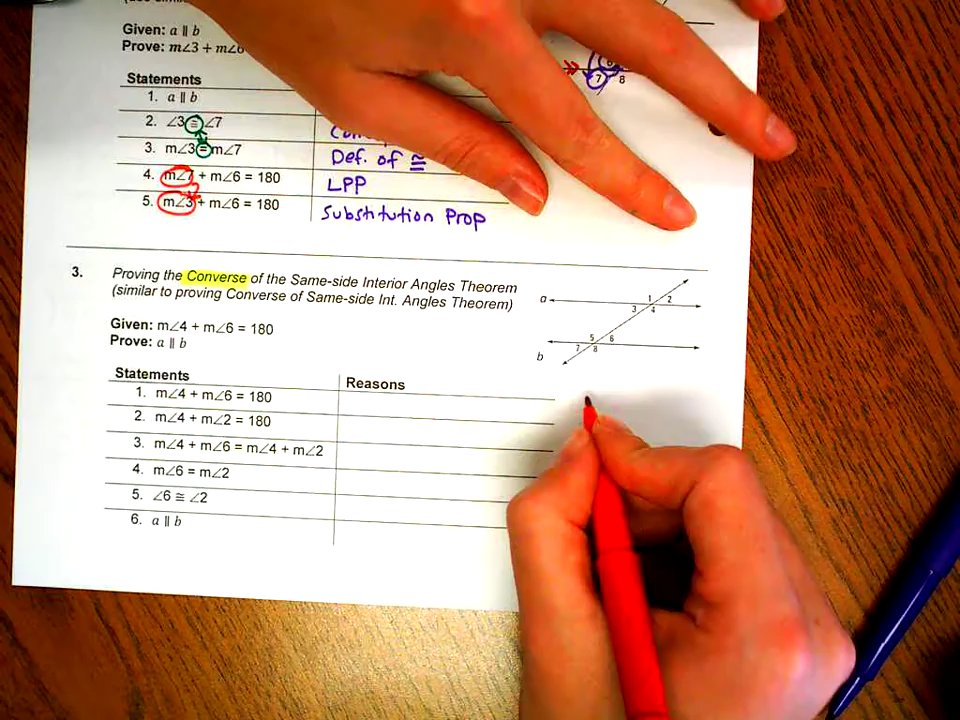 Given: a ∥ b
Prove: m∠3 + m∠6
Statements
1. a ∥ b
2. ∠3 ≅ ∠7
3. m∠3 = m∠7
Def. of ≅
4. m∠7 + m∠6 = 180
LPP
5. m∠3 + m∠6 = 180
Substitution Prop
7 8
3. Proving the Converse of the Same-side Interior Angles Theorem
(similar to proving Converse of Same-side Int. Angles Theorem)
Given: m∠4 + m∠6 = 180
Prove: a ∥ b
a 1 2
3 4
5 6
b 7 8
Statements Reasons
1. m∠4 + m∠6 = 180
2. m∠4 + m∠2 = 180
3. m∠4 + m∠6 = m∠4 + m∠2
4. m∠6 = m∠2
5. ∠6 ≅ ∠2
6. a ∥ b